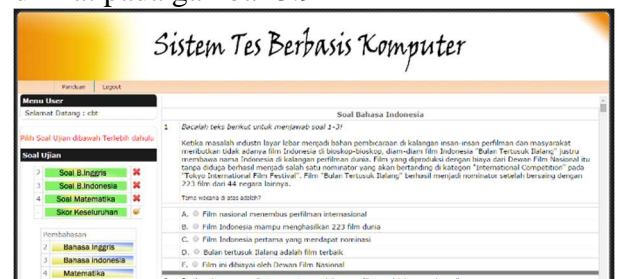 Sistem Tes Berbasis Komputer
Panduan Logout
Menu User
Selamat Datang : cbt
Pilih Soal Ujian dibawah Terlebih dahulu
Soal Ujian
2 Soal B.Inggris
3 Soal B.Indonesia
4 Soal Matematika
Skor Keseluruhan
Pembahasan
2 Bahasa Inggris
3 Bahasa Indonesia
4 Matematika
Soal Bahasa Indonesia
1 Bacalah teks berikut untuk menjawab soal 1-3!
Ketika masalah industri layar lebar menjadi bahan pembicaraan di kalangan insan-insan perfilman dan masyarakat
meributkan tidak adanya film Indonesia di bioskop-bioskop, diam-diam film Indonesia "Bulan Tertusuk Ilalang" justru
membawa nama Indonesia di kalangan perfilman dunia. Film yang diproduksi dengan biaya dari Dewan Film Nasional itu
tanpa diduga berhasil menjadi salah satu nominator yang akan bertanding di kategori "International Competition" pada
"Tokyo International Film Festival". Film "Bulan Tertusuk Ilalang" berhasil menjadi nominator setelah bersaing dengan
223 film dari 44 negara lainnya.
Tema wacana di atas adalah?
A. Film nasional menembus perfilman internasional
B. Film Indonesia mampu menghasilkan 223 film dunia
C. Film Indonesia pertama yang mendapat nominasi
D. Bulan tertusuk Ilalang film terbaik
E. Film ini dibiayai oleh Dewan Film Nasional